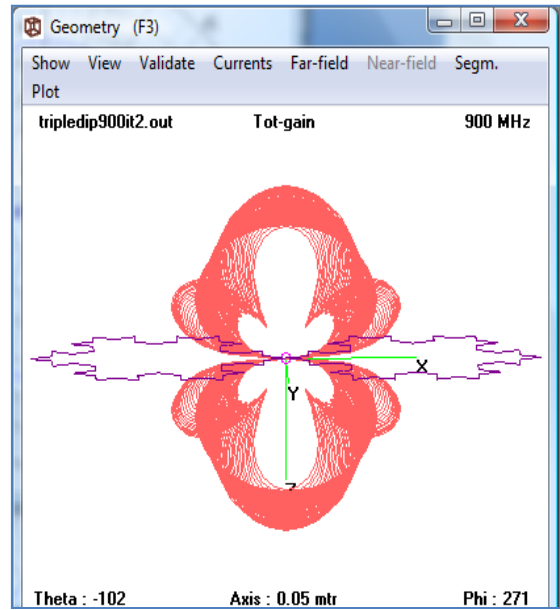 Geometry (F3)
Show View Validate Currents Far-field Near-field Segm.
Plot
tripledip900it2.out Tot-gain 900 MHz
X
Y
Z
Theta : -102 Axis : 0.05 mtr Phi : 271